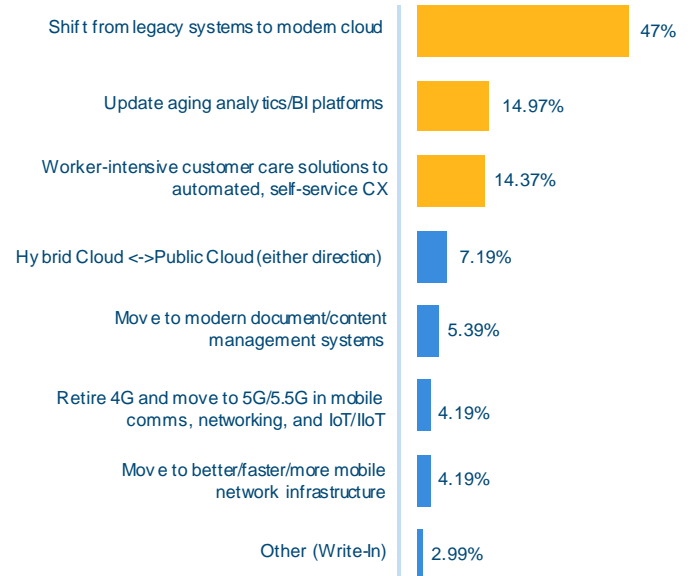 Shift from legacy systems to modern cloud
47%
Update aging analytics/BI platforms
14.97%
Worker-intensive customer care solutions to
automated, self-service CX
14.37%
Hybrid Cloud <->Public Cloud (either direction)
7.19%
Move to modern document/content
management systems
5.39%
Retire 4G and move to 5G/5.5G in mobile
comms, networking, and IoT/IIoT
4.19%
Move to better/faster/more mobile
network infrastructure
4.19%
Other (Write-In)
2.99%